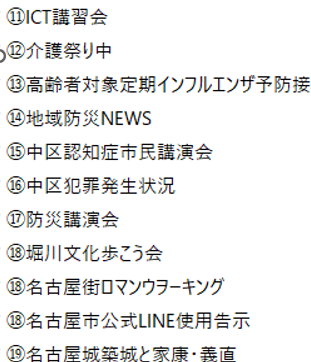 ⑪ICT講習会
⑫介護祭り中
⑬高齢者対象定期インフルエンザ予防接
⑭地域防災NEWS
⑮中区認知症市民講演会
⑯中区犯罪発生状況
⑰防災講演会
⑱堀川文化歩こう会
⑱名古屋街ロマンウヲーキング
⑱名古屋市公式LINE使用告示
⑲名古屋城築城と家康・義直